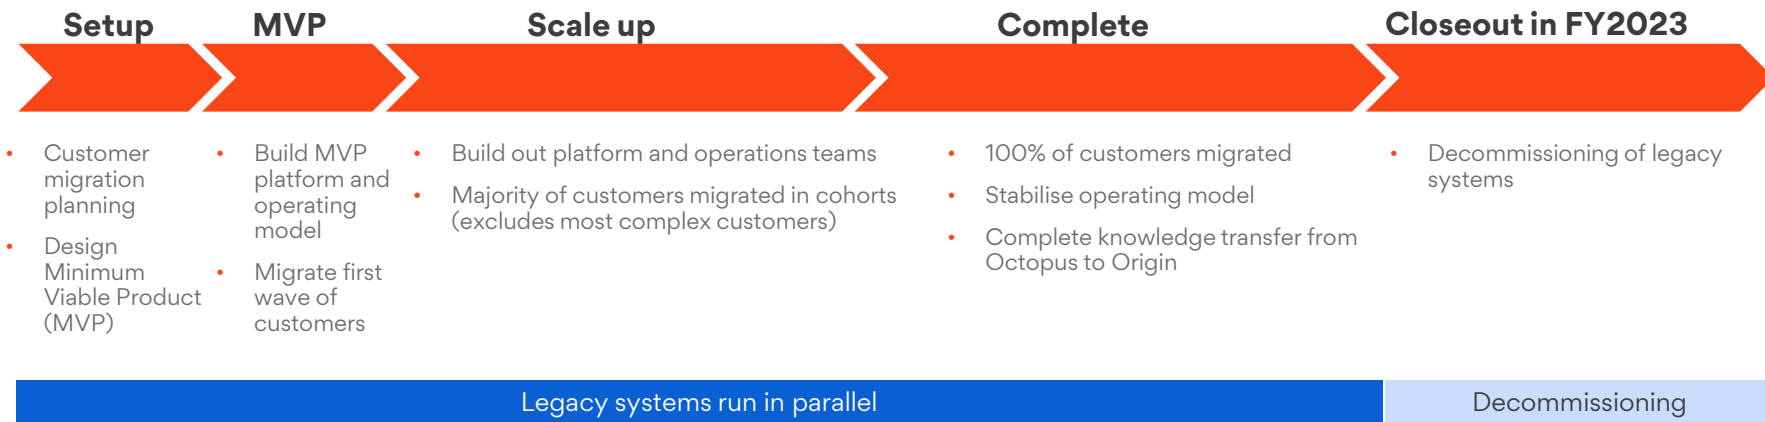 Setup
MVP
Scale up
Complete
Closeout in FY2023
• Customer
migration
planning
• Design
Minimum
Viable Product
(MVP)
• Build MVP
platform and
operating
model
• Migrate first
wave of
customers
• Build out platform and operations teams
• Majority of customers migrated in cohorts
(excludes most complex customers)
• 100% of customers migrated
• Stabilise operating model
• Complete knowledge transfer from
Octopus to Origin
• Decommissioning of legacy
systems
Legacy systems run in parallel
Decommissioning